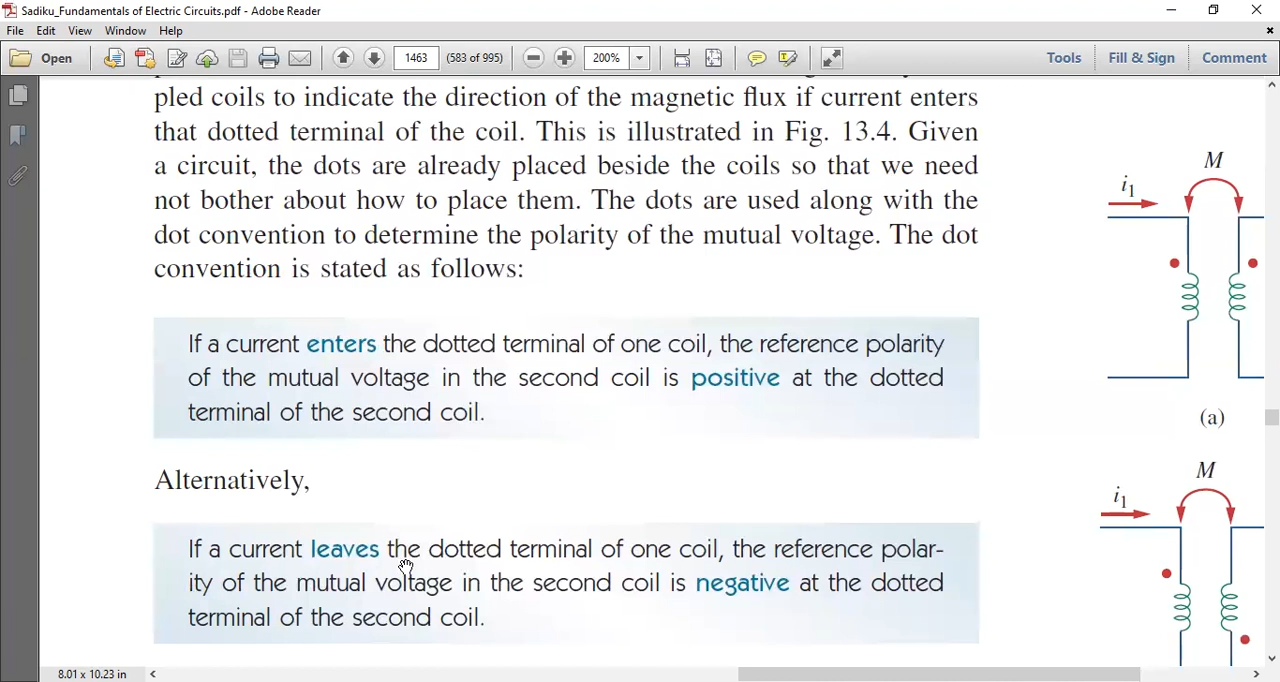 Sadiku_Fundamentals of Electric Circuits.pdf - Adobe Reader
File Edit View Window Help
Open 1463 (583 of 995) 200% Tools Fill & Sign Comment
pled coils to indicate the direction of the magnetic flux if current enters
that dotted terminal of the coil. This is illustrated in Fig. 13.4. Given
a circuit, the dots are already placed beside the coils so that we need
not bother about how to place them. The dots are used along with the
dot convention to determine the polarity of the mutual voltage. The dot
convention is stated as follows:
If a current enters the dotted terminal of one coil, the reference polarity
of the mutual voltage in the second coil is positive at the dotted
terminal of the second coil.
Alternatively,
If a current leaves the dotted terminal of one coil, the reference polar-
ity of the mutual voltage in the second coil is negative at the dotted
terminal of the second coil.
M
i1
(a)
M
i1
8.01 x 10.23 in